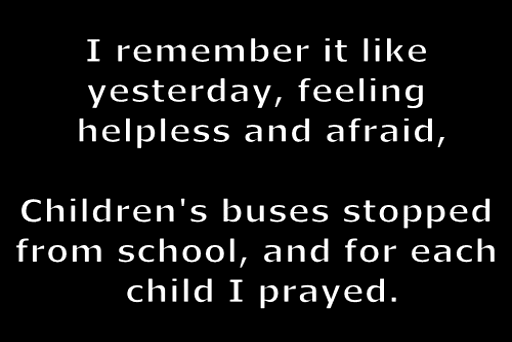 I remember it like
yesterday, feeling
helpless and afraid,
Children's buses stopped
from school, and for each
child I prayed.